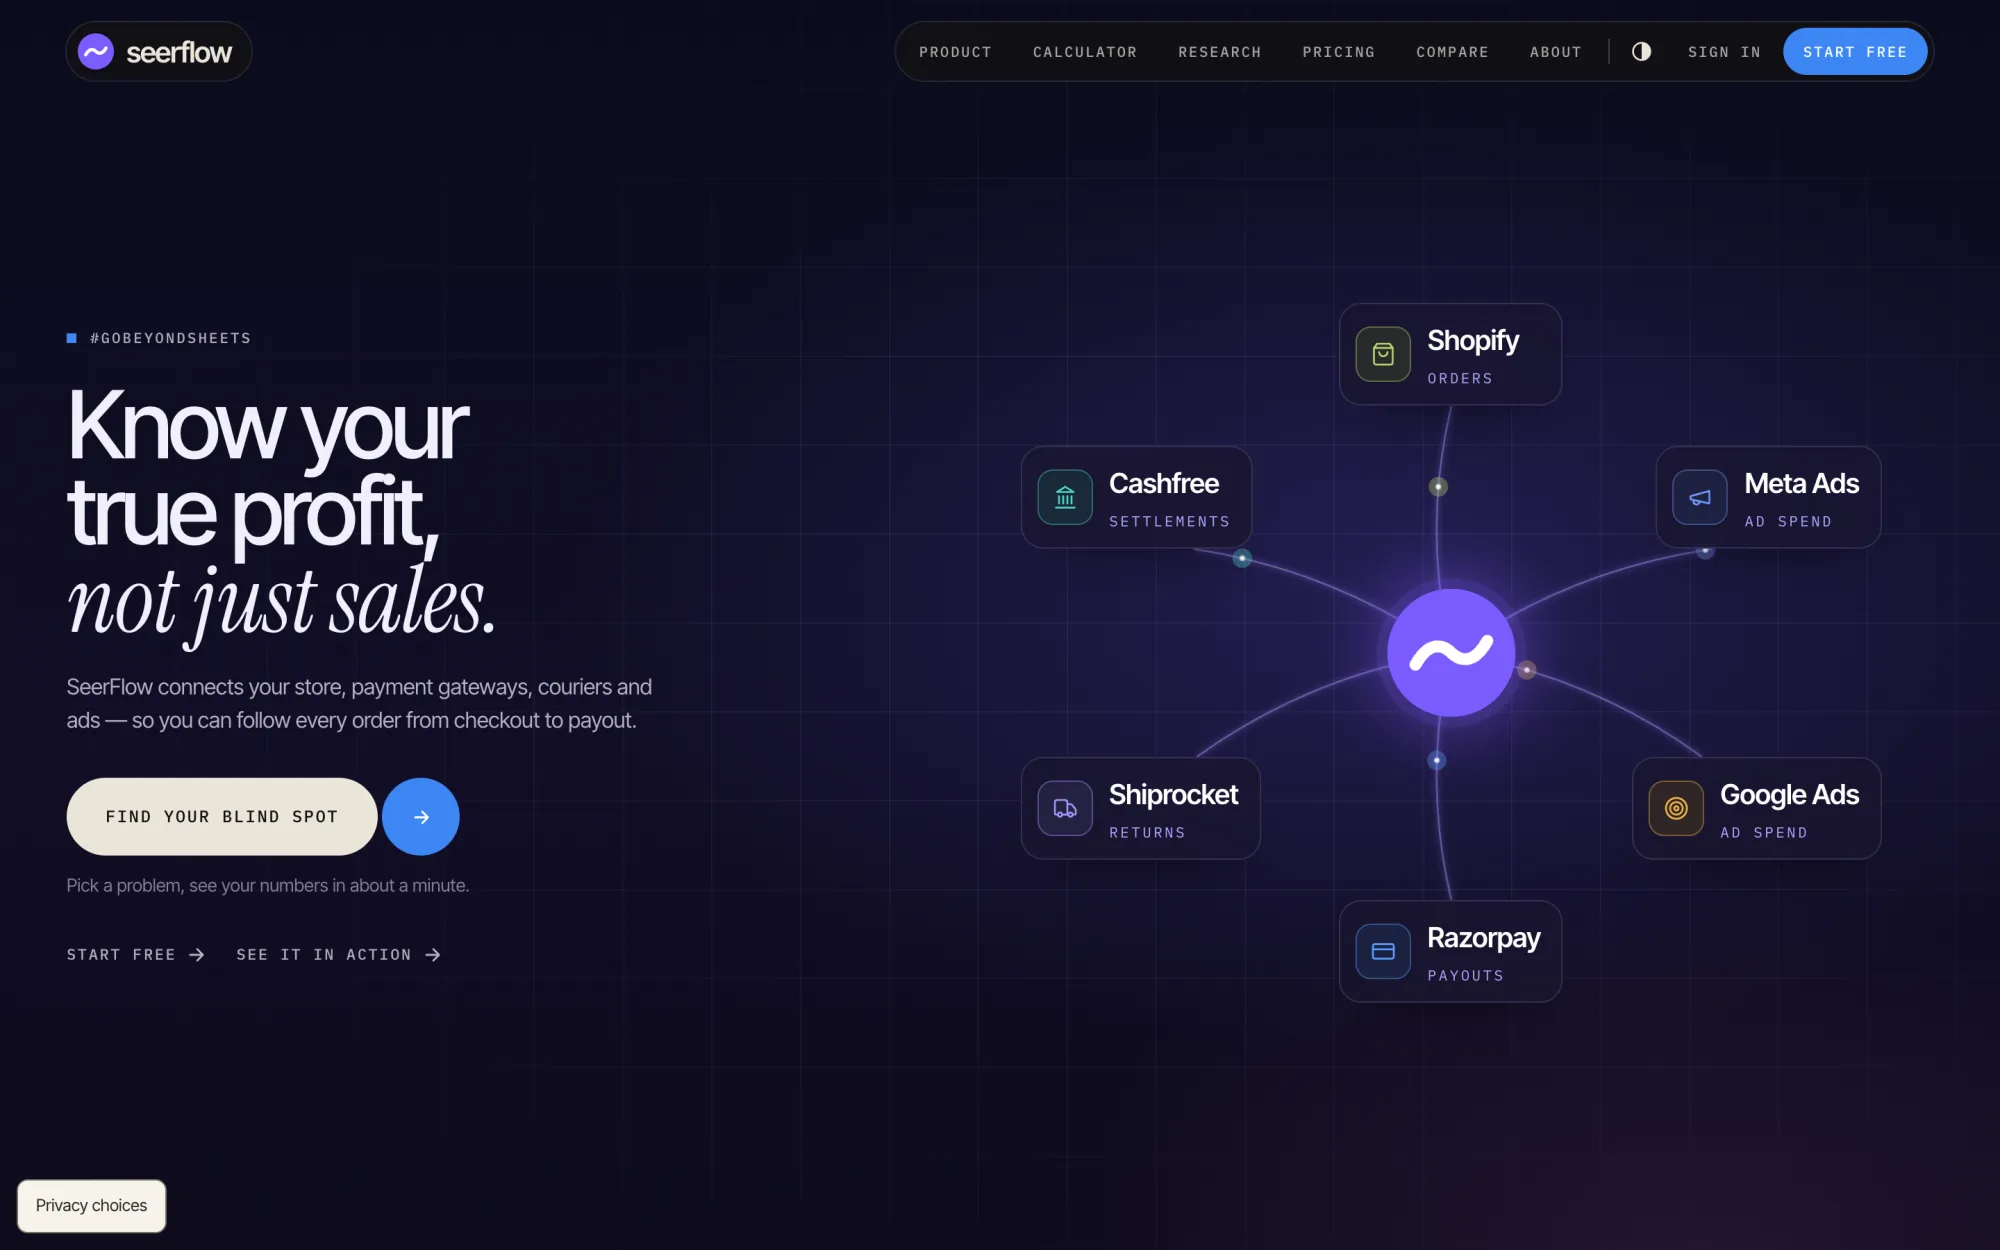 seerflow
PRODUCT
CALCULATOR
RESEARCH
PRICING
COMPARE
ABOUT
SIGN IN
START FREE
#GOBEYONDSHEETS
Know your
true profit,
not just sales.
SeerFlow connects your store, payment gateways, couriers and
ads — so you can follow every order from checkout to payout.
FIND YOUR BLIND SPOT
Pick a problem, see your numbers in about a minute.
START FREE
SEE IT IN ACTION
Shopify
ORDERS
Cashfree
SETTLEMENTS
Meta Ads
AD SPEND
Shiprocket
RETURNS
Google Ads
AD SPEND
Razorpay
PAYOUTS
Privacy choices